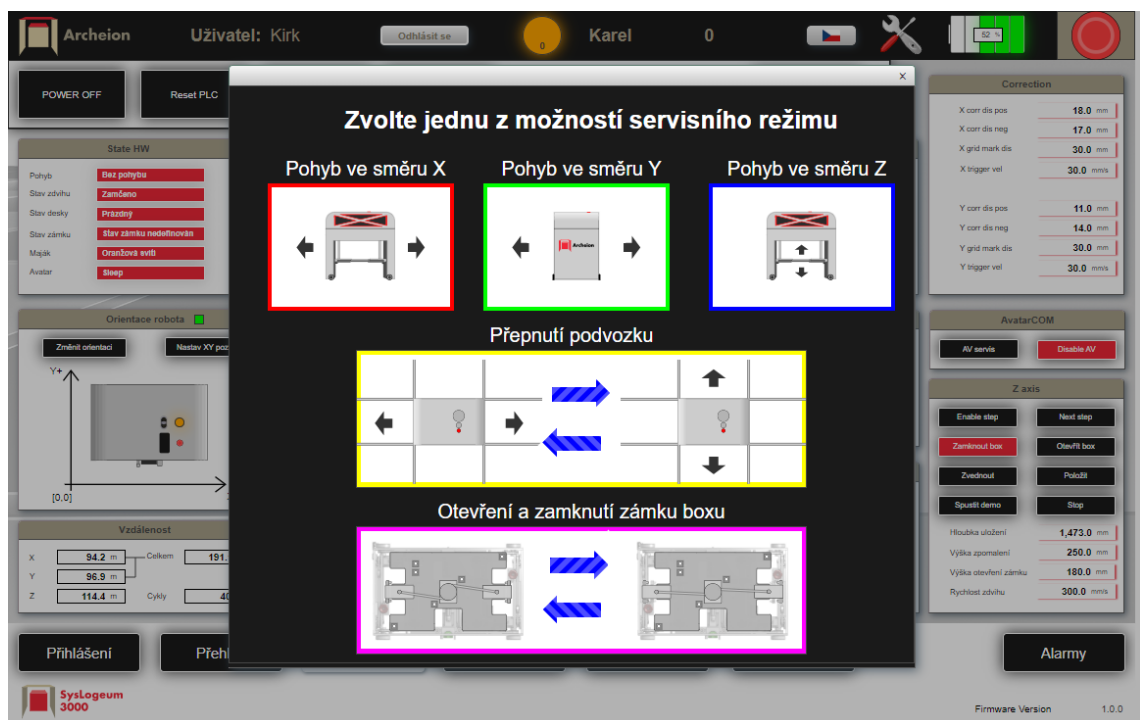 Archeion
Uživatel: Kirk
Odhlásit se
0
Karel
0
52 %
POWER OFF
Reset PLC
x
Zvolte jednu z možností servisního režimu
Pohyb ve směru X
Pohyb ve směru Y
Pohyb ve směru Z
Archeion
Přepnutí podvozku
Otevření a zamknutí zámku boxu
State HW
Pohyb Bez pohybu
Stav zdvihu Zamčeno
Stav desky Prázdný
Stav zámku Stav zámku nedefinován
Maják Oranžová svítí
Avatar Sleep
Orientace robota
Změnit orientaci
Nastav XY poz
Y+
[0,0]
Vzdálenost
X 94.2 m Celkem 191.
Y 96.9 m
Z 114.4 m Cykly 40
Correction
X corr dis pos 18.0 mm
X corr dis neg 17.0 mm
X grid mark dis 30.0 mm
X trigger vel 30.0 mm/s
Y corr dis pos 11.0 mm
Y corr dis neg 14.0 mm
Y grid mark dis 30.0 mm
Y trigger vel 30.0 mm/s
AvatarCOM
AV servis
Disable AV
Z axis
Enable step
Next step
Zamknout box
Otevřít box
Zvednout
Položit
Spustit demo
Stop
Hloubka uložení 1,473.0 mm
Výška zpomalení 250.0 mm
Výška otevření zámku 180.0 mm
Rychlost zdvihu 300.0 mm/s
Přihlášení
Přehl
Alarmy
SysLogeum
3000
Firmware Version 1.0.0